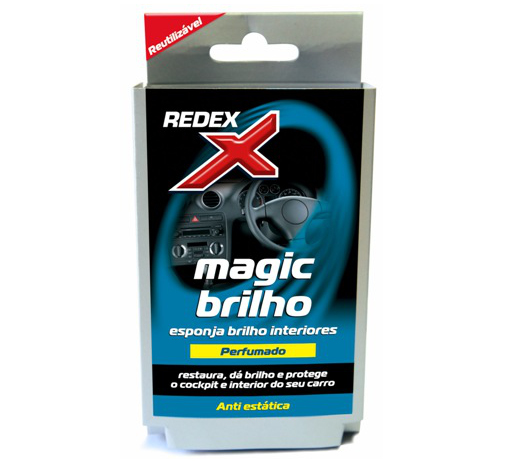 Reutilizável
REDEX
X
magic
brilho
esponja brilho interiores
Perfumado
restaura, dá brilho e protege
o cockpit e interior do seu carro
Anti estática